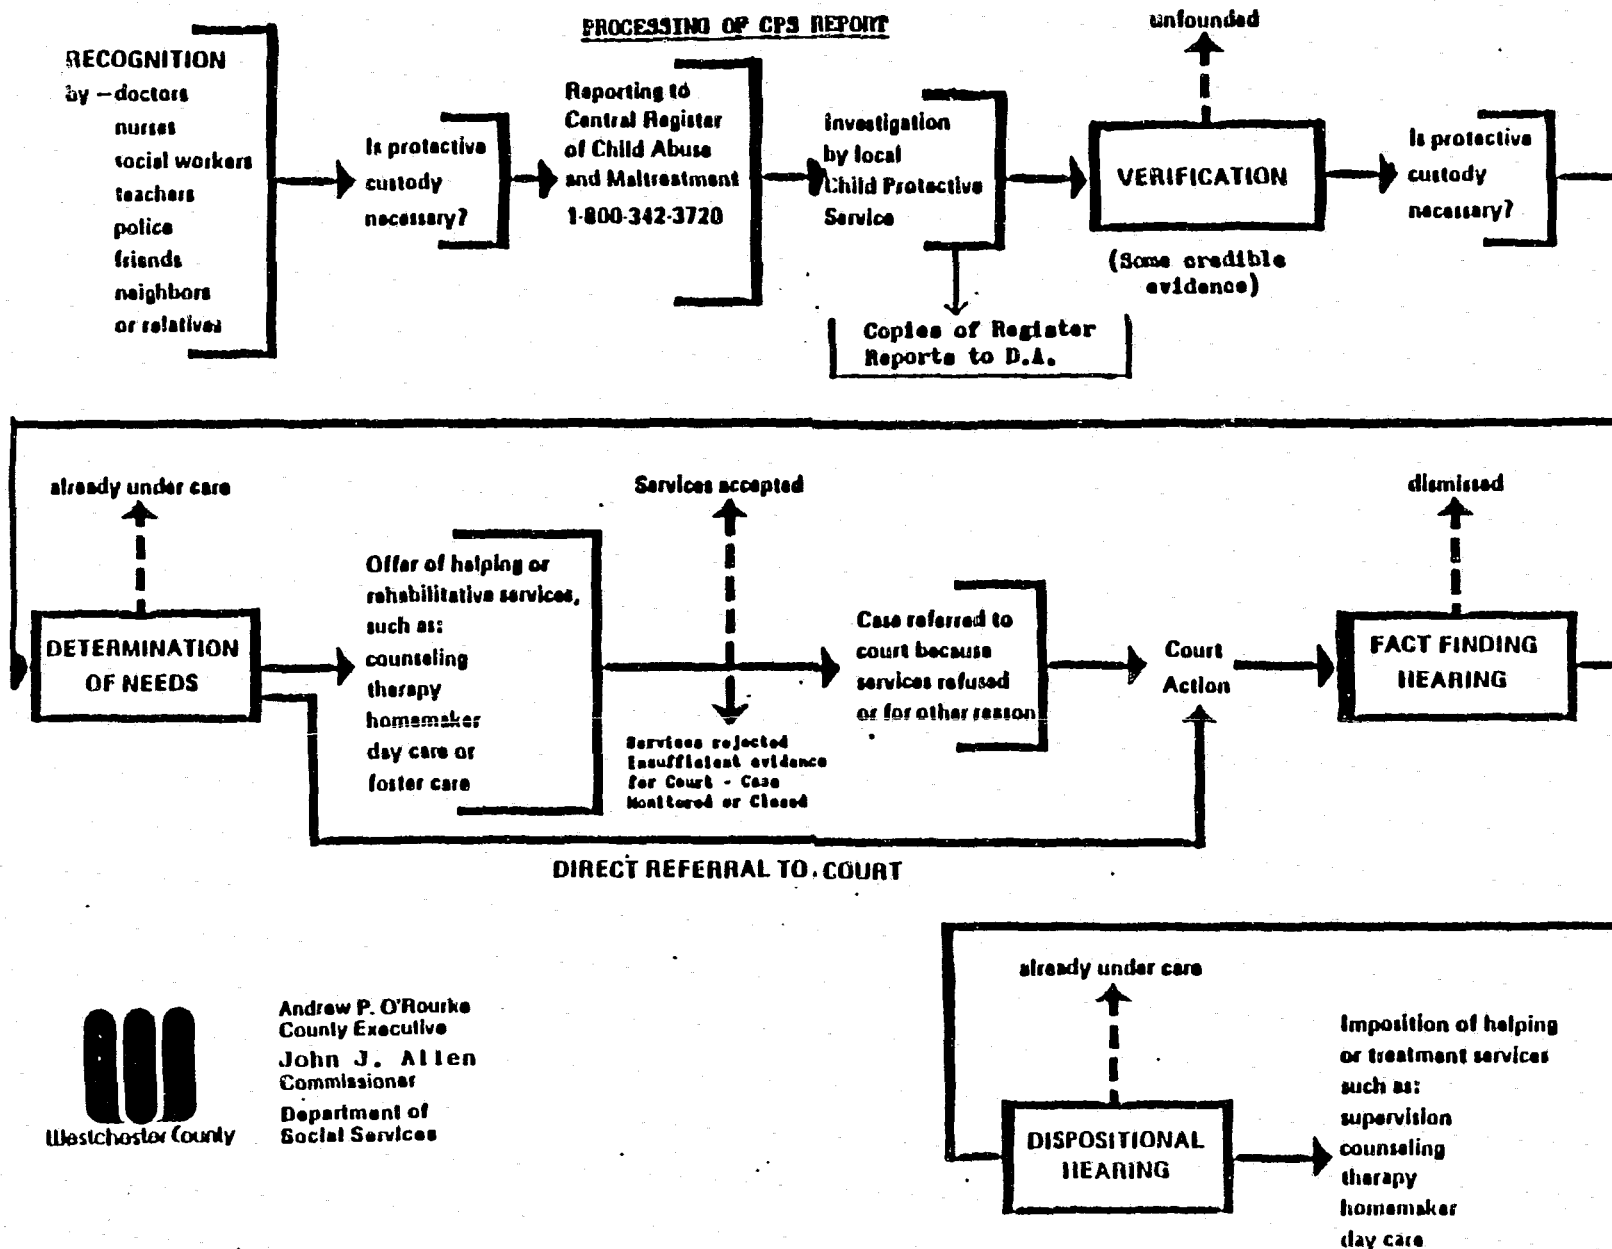 PROCESSING OF CPS REPORT
RECOGNITION
by – doctors
nurses
social workers
teachers
police
friends
neighbors
or relatives
Is protective
custody
necessary?
Reporting to
Central Register
of Child Abuse
and Maltreatment
1-800-342-3720
Investigation
by local
Child Protective
Service
Copies of Register
Reports to D.A.
unfounded
VERIFICATION
(Some credible
evidence)
Is protective
custody
necessary?
already under care
DETERMINATION
OF NEEDS
Offer of helping or
rehabilitative services,
such as:
counseling
therapy
homemaker
day care or
foster care
Services accepted
Services rejected
Insufficient evidence
for Court - Case
Monitored or Closed
Case referred to
court because
services refused
or for other reason
Court
Action
dismissed
FACT FINDING
HEARING
DIRECT REFERRAL TO COURT
already under care
DISPOSITIONAL
HEARING
Imposition of helping
or treatment services
such as:
supervision
counseling
therapy
homemaker
day care
Westchester County
Andrew P. O'Rourke
County Executive
John J. Allen
Commissioner
Department of
Social Services